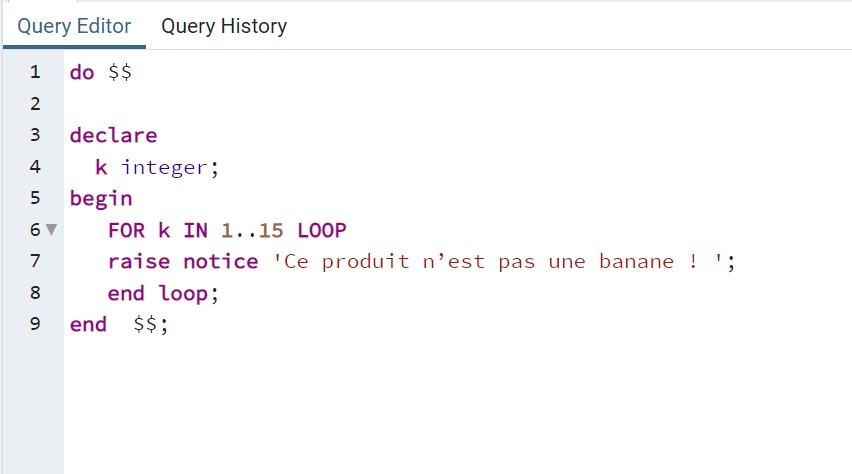 Query Editor Query History
1 do $$
2
3 declare
4 k integer;
5 begin
6 FOR k IN 1..15 LOOP
7 raise notice 'Ce produit n’est pas une banane ! ';
8 end loop;
9 end  $$;